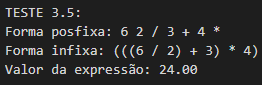 TESTE 3.5:
Forma posfixa: 6 2 / 3 + 4 *
Forma infixa: (((6 / 2) + 3) * 4)
Valor da expressão: 24.00